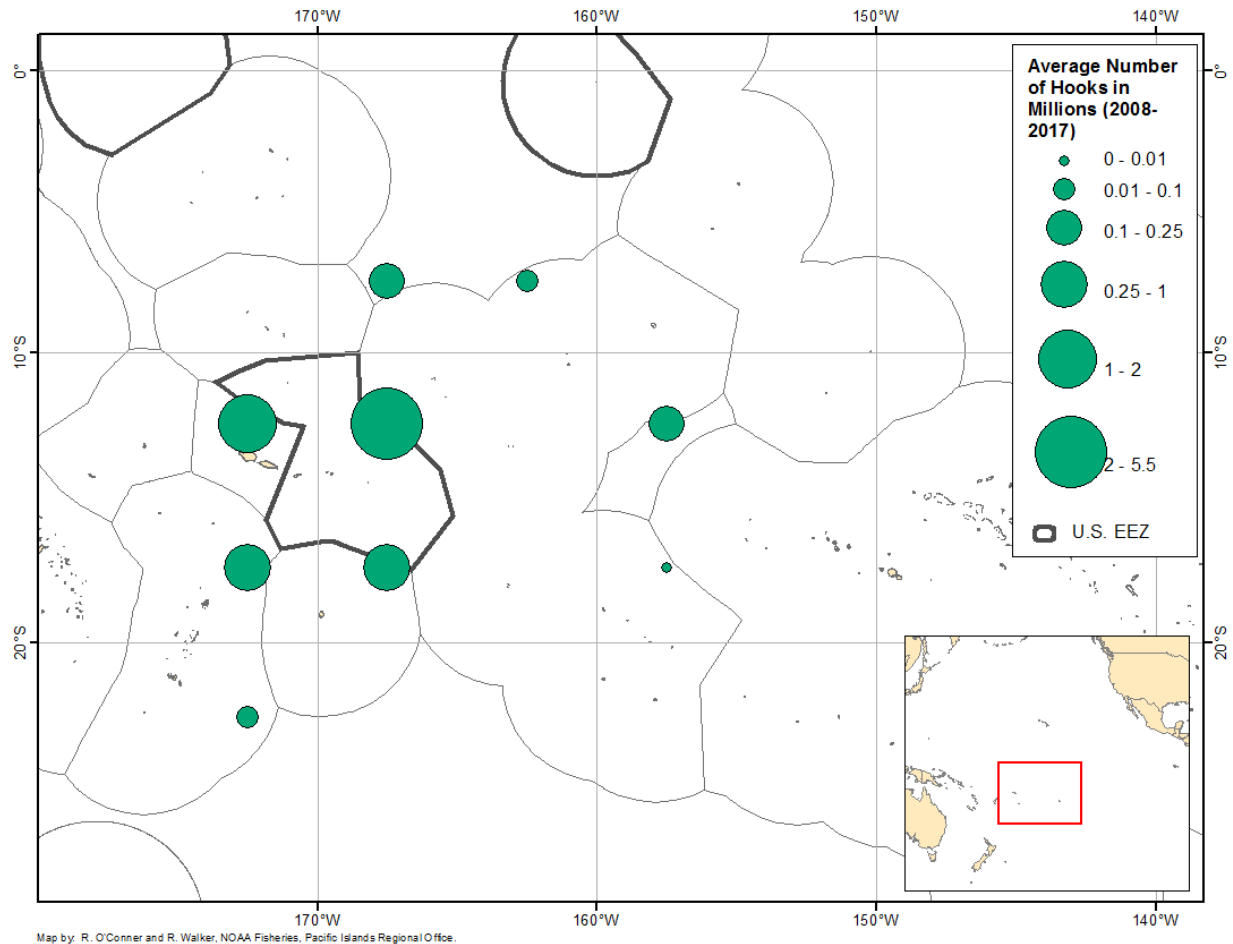 170°W
160°W
150°W
140°W
0°
0°
Average Number
of Hooks in
Millions (2008-
2017)
0 - 0.01
0.01 - 0.1
0.1 - 0.25
0.25 - 1
1 - 2
2 - 5.5
U.S. EEZ
10°S
10°S
20°S
20°S
170°W
160°W
150°W
140°W
Map by: R. O'Conner and R. Walker, NOAA Fisheries, Pacific Islands Regional Office.